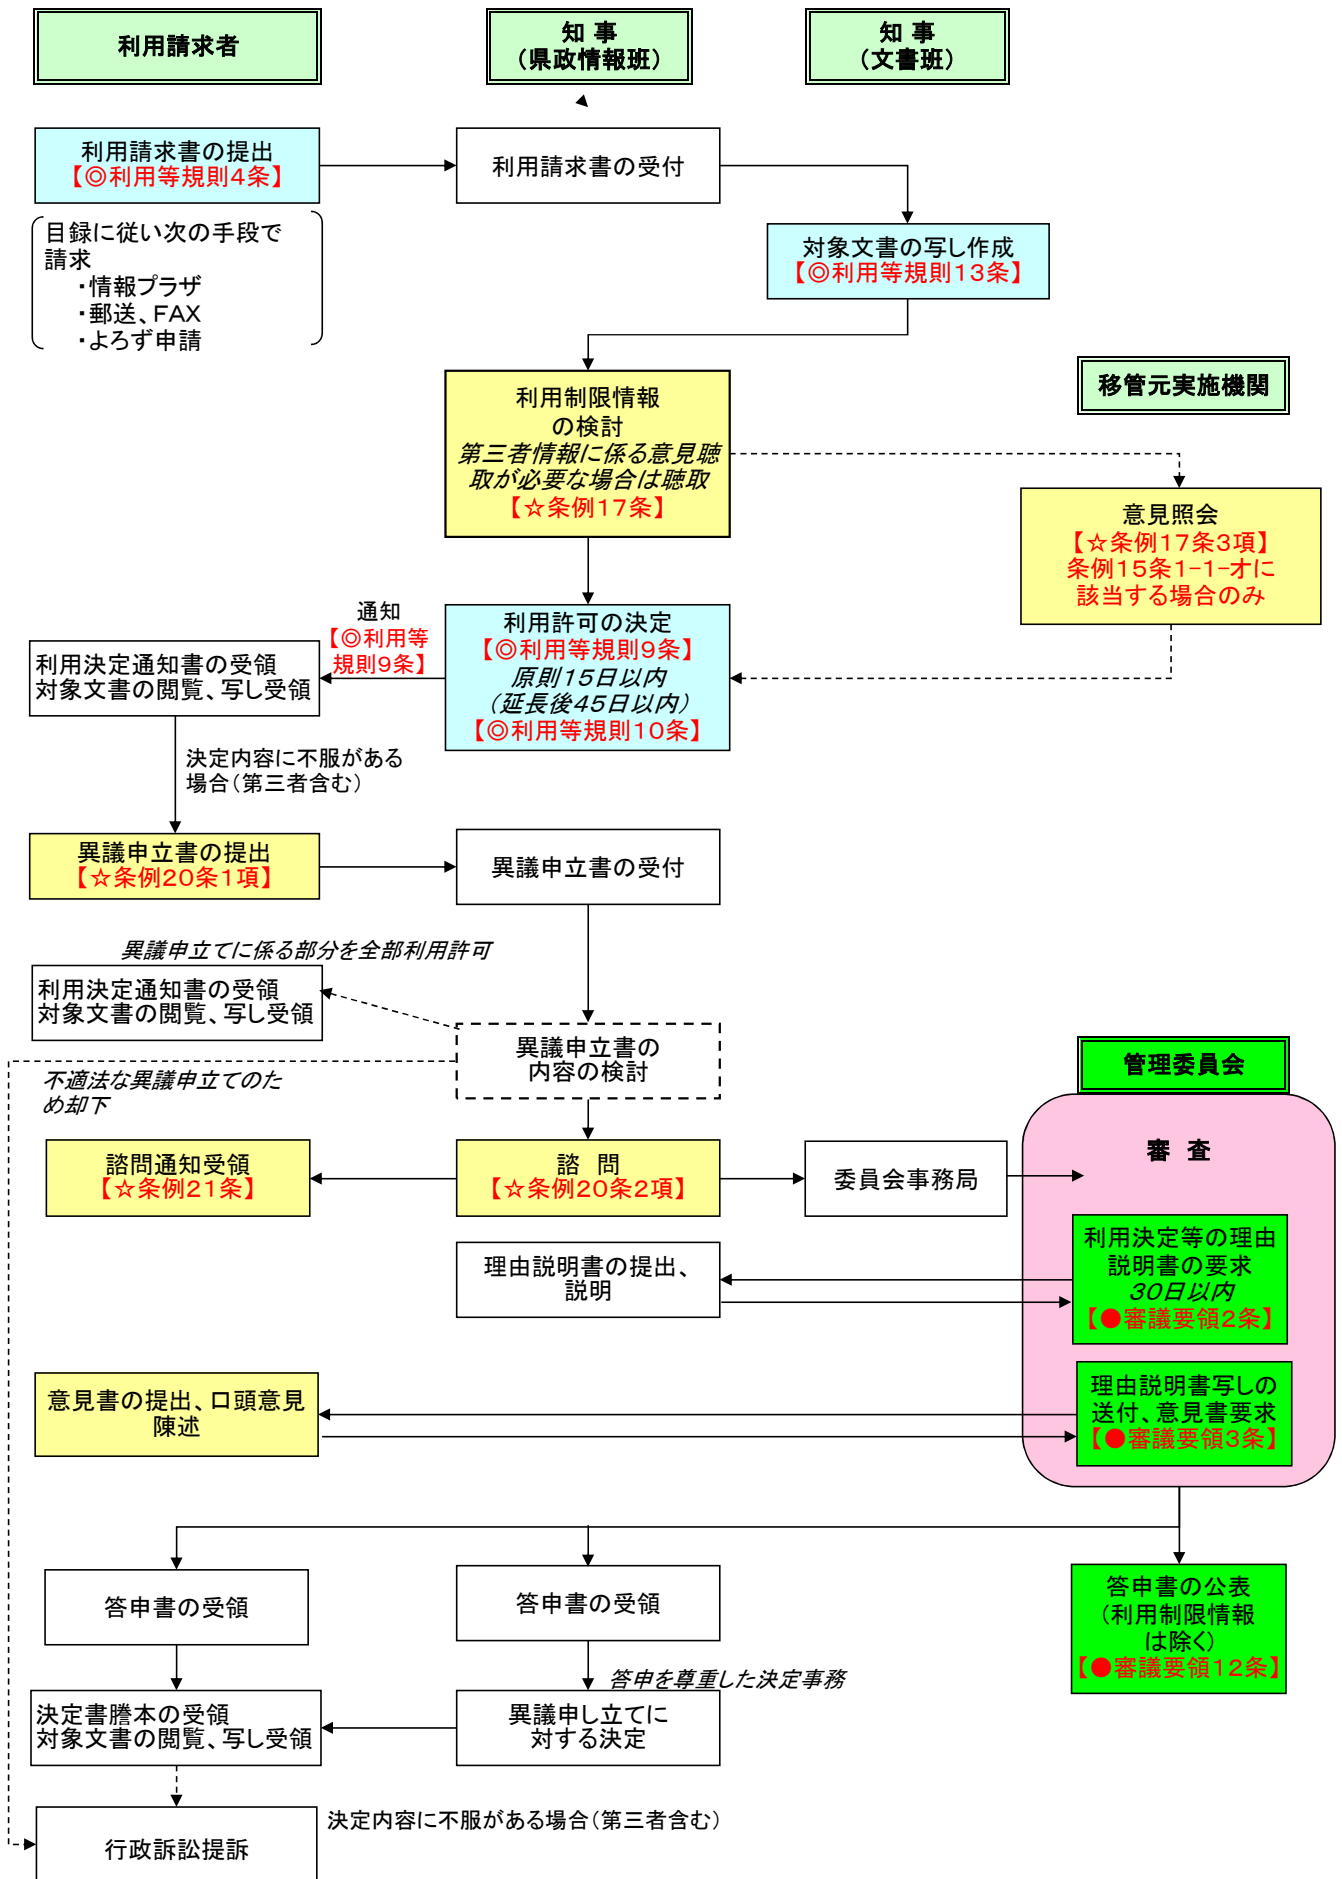 利用請求者
知 事
（県政情報班）
知 事
（文書班）
利用請求書の提出
【◎利用等規則４条】
利用請求書の受付
目録に従い次の手段で
請求
・情報プラザ
・郵送、FAX
・よろず申請
対象文書の写し作成
【◎利用等規則１３条】
利用制限情報
の検討
第三者情報に係る意見聴
取が必要な場合は聴取
【☆条例１７条】
移管元実施機関
意見照会
【☆条例１７条３項】
条例１５条１－１－オに
該当する場合のみ
通知
【◎利用等
規則９条】
利用許可の決定
【◎利用等規則９条】
原則１５日以内
（延長後４５日以内）
【◎利用等規則１０条】
利用決定通知書の受領
対象文書の閲覧、写し受領
決定内容に不服がある
場合（第三者含む）
異議申立書の提出
【☆条例２０条１項】
異議申立書の受付
異議申立てに係る部分を全部利用許可
利用決定通知書の受領
対象文書の閲覧、写し受領
異議申立書の
内容の検討
不適法な異議申立てのた
め却下
管理委員会
審 査
諮問通知受領
【☆条例２１条】
諮 問
【☆条例２０条２項】
委員会事務局
理由説明書の提出、
説明
利用決定等の理由
説明書の要求
３０日以内
【●審議要領２条】
意見書の提出、口頭意見
陳述
理由説明書写しの
送付、意見書要求
【●審議要領３条】
答申書の受領
答申書の受領
答申書の公表
（利用制限情報
は除く）
【●審議要領１２条】
答申を尊重した決定事務
決定書謄本の受領
対象文書の閲覧、写し受領
異議申し立てに
対する決定
決定内容に不服がある場合（第三者含む）
行政訴訟提訴